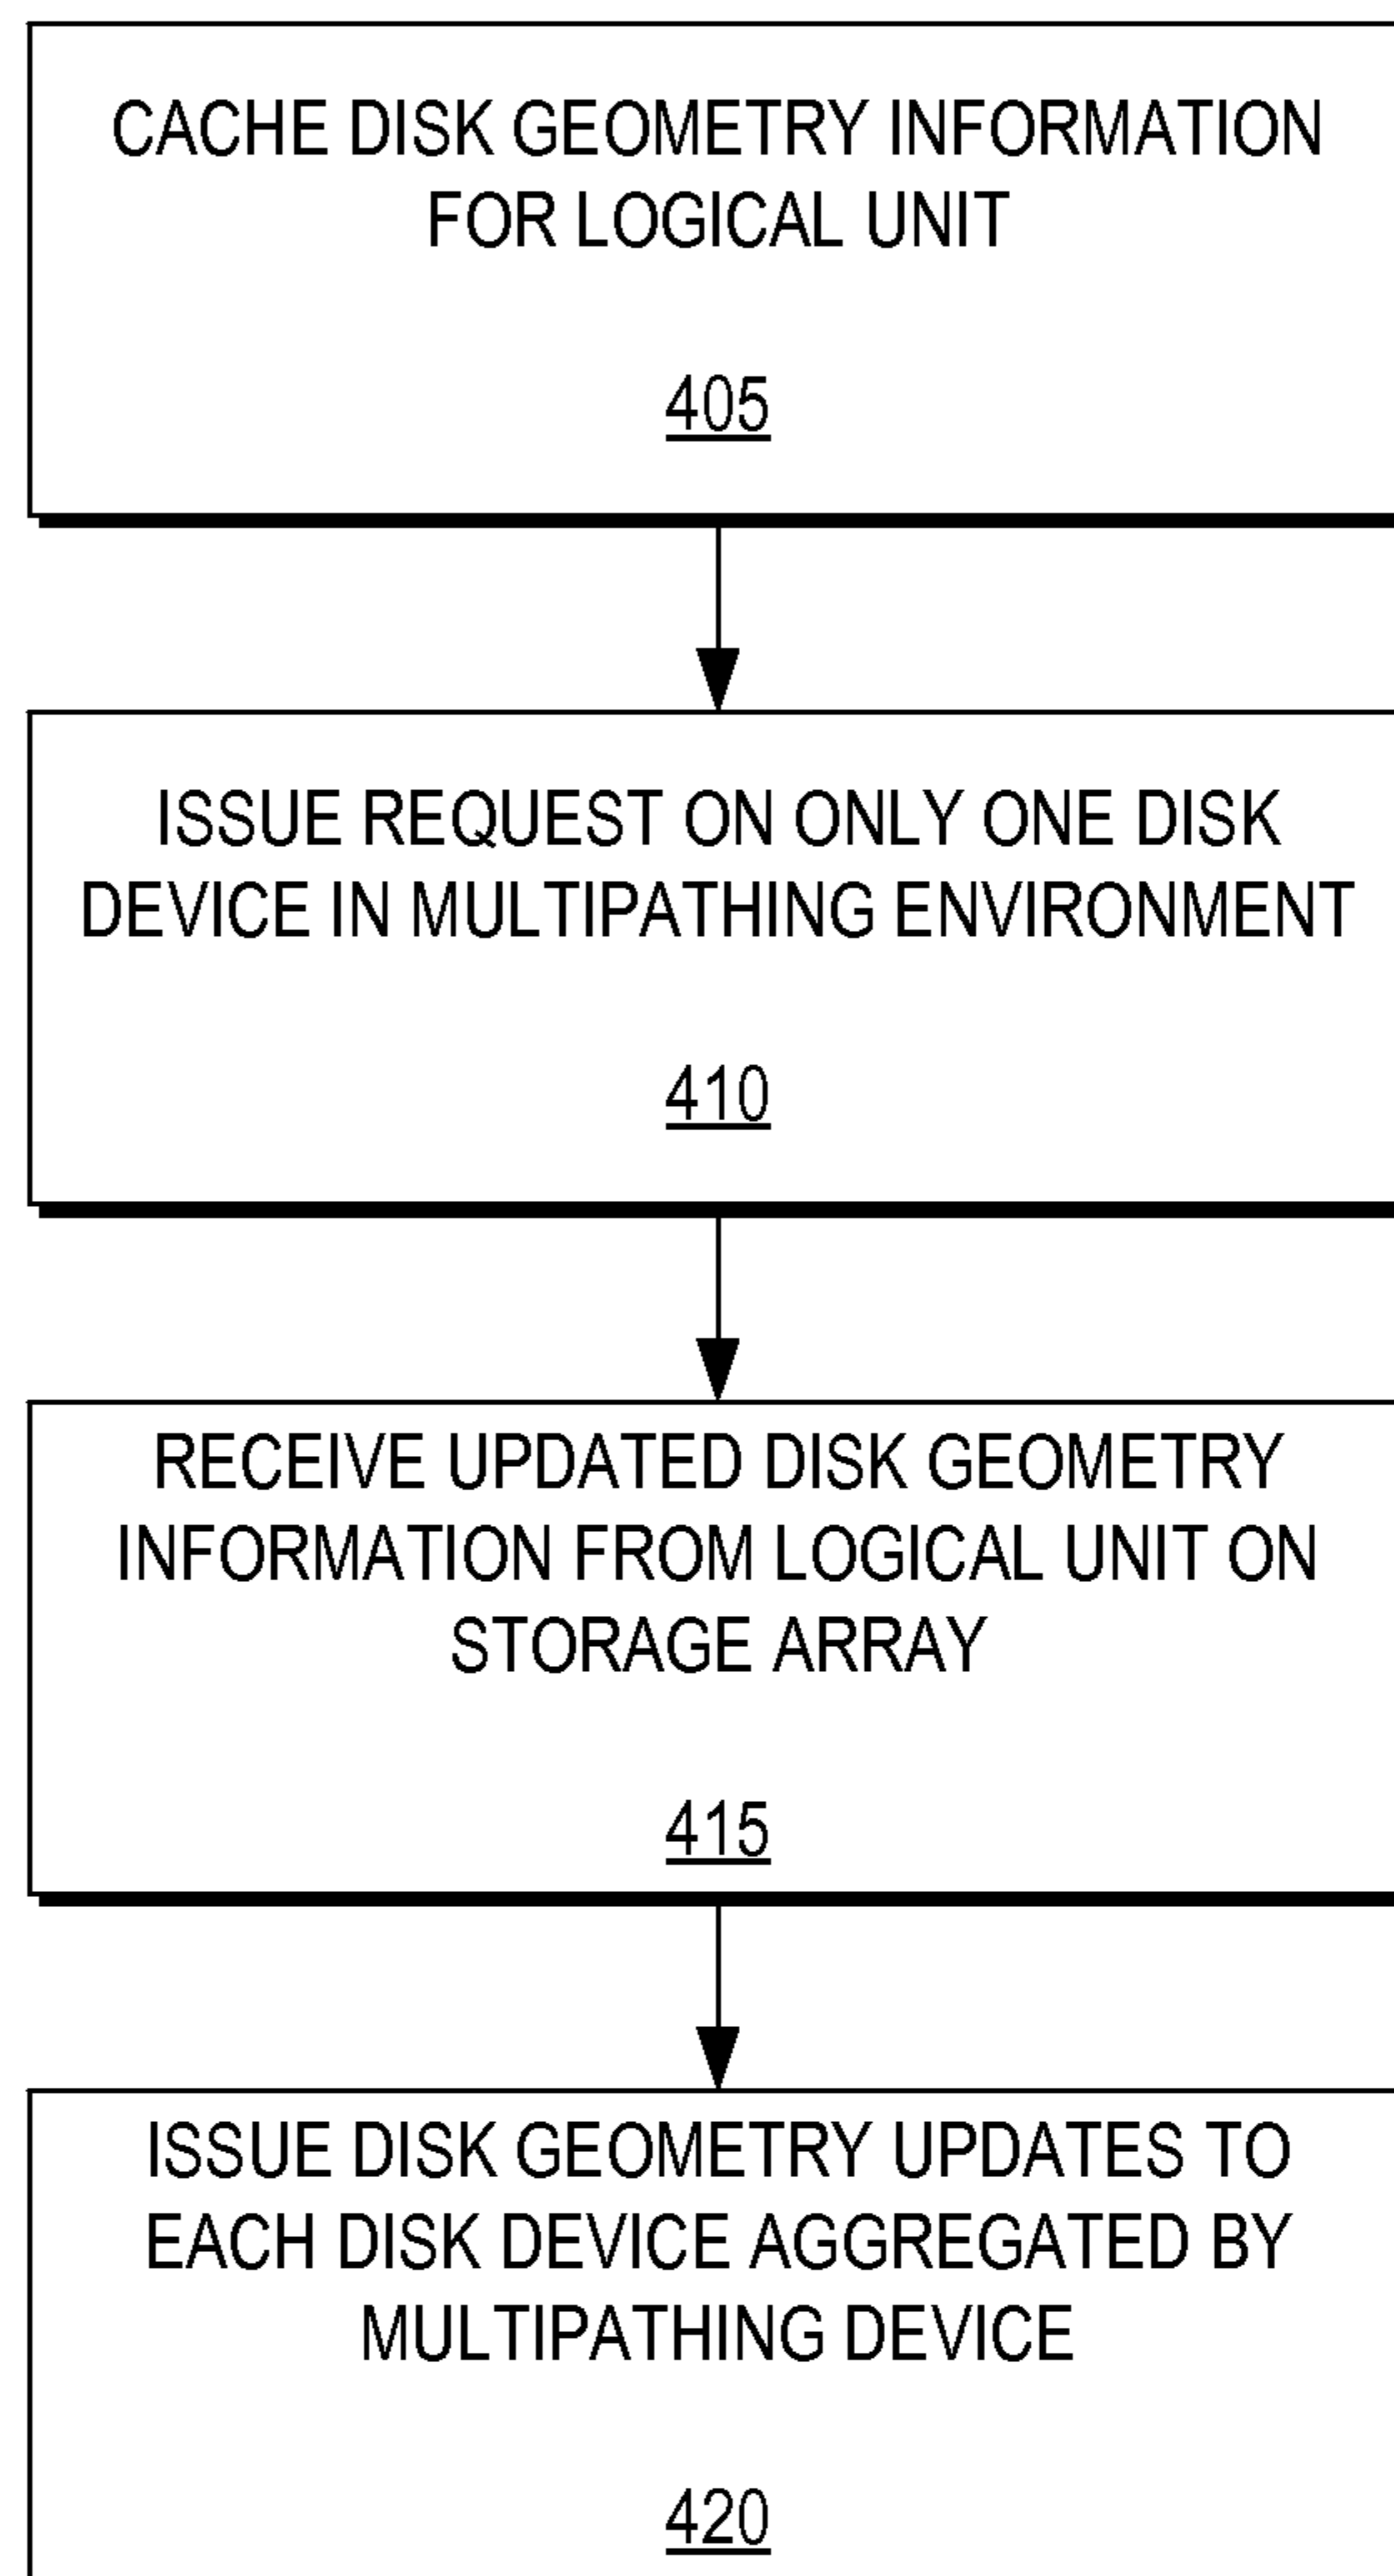 CACHE DISK GEOMETRY INFORMATION
FOR LOGICAL UNIT
405
ISSUE REQUEST ON ONLY ONE DISK
DEVICE IN MULTIPATHING ENVIRONMENT
410
RECEIVE UPDATED DISK GEOMETRY
INFORMATION FROM LOGICAL UNIT ON
STORAGE ARRAY
415
ISSUE DISK GEOMETRY UPDATES TO
EACH DISK DEVICE AGGREGATED BY
MULTIPATHING DEVICE
420